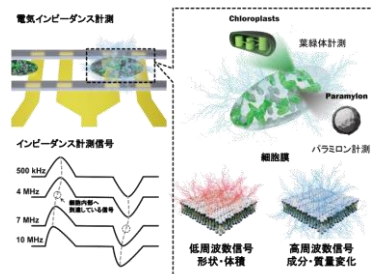 電気インピーダンス計測
Chloroplasts
葉緑体計測
Paramylon
パラミロン計測
細胞膜
インピーダンス計測信号
500 kHz
4 MHz
7 MHz
10 MHz
細胞内部へ
到達している信号
低周波数信号
形状・体積
高周波数信号
成分・質量変化